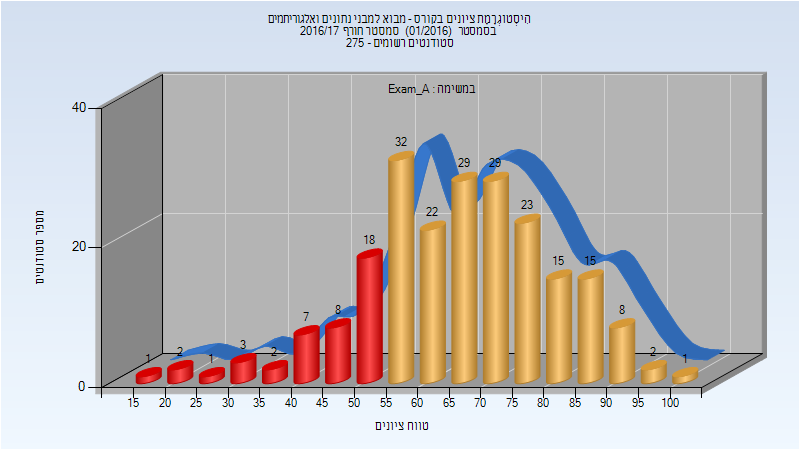 הִיסְטוֹגְרַמַּת ציונים בקורס - מבוא למבני נתונים ואלגוריתמים
בסמסטר (01/2016) סמסטר חורף 2016/17
סטודנטים רשומים - 275
במשימה : Exam_A
מספר סטודנטים
40
20
0
1 2 1 3 2 7 8 18 32 22 29 29 23 15 15 8 2 1
15 20 25 30 35 40 45 50 55 60 65 70 75 80 85 90 95 100
טווח ציונים